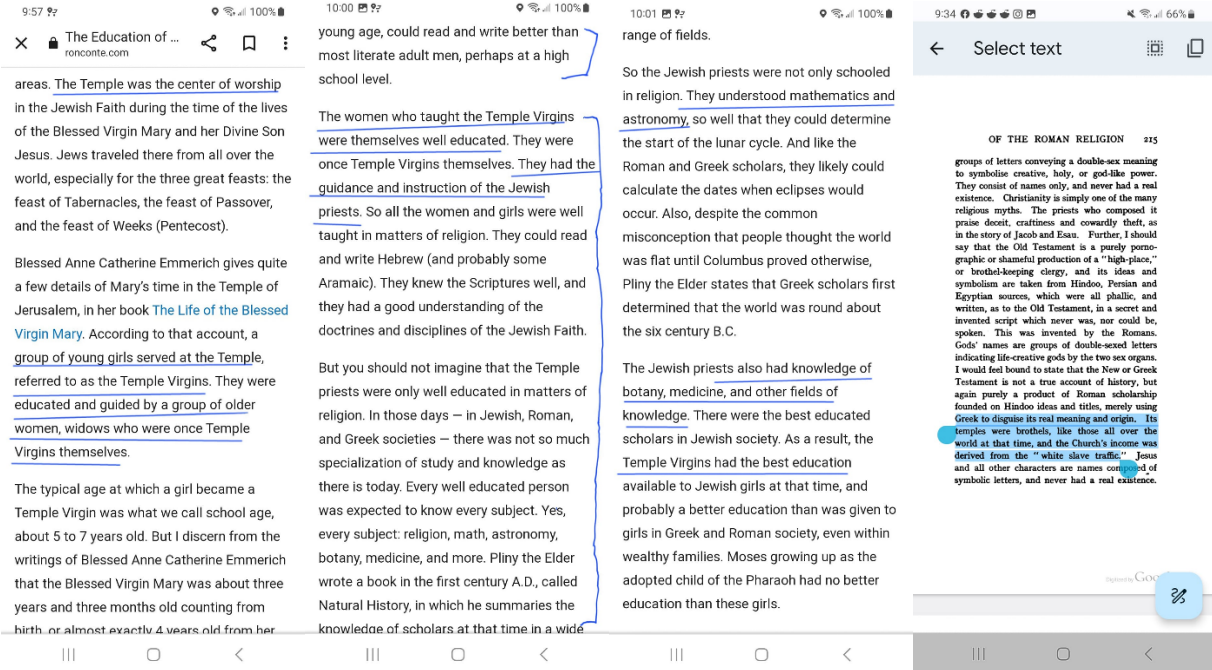 9:57
100%
The Education of ...
ronconte.com
areas. The Temple was the center of worship
in the Jewish Faith during the time of the lives
of the Blessed Virgin Mary and her Divine Son
Jesus. Jews traveled there from all over the
world, especially for the three great feasts: the
feast of Tabernacles, the feast of Passover,
and the feast of Weeks (Pentecost).
Blessed Anne Catherine Emmerich gives quite
a few details of Mary's time in the Temple of
Jerusalem, in her book The Life of the Blessed
Virgin Mary. According to that account, a
group of young girls served at the Temple,
referred to as the Temple Virgins. They were
educated and guided by a group of older
women, widows who were once Temple
Virgins themselves.
The typical age at which a girl became a
Temple Virgin was what we call school age,
about 5 to 7 years old. But I discern from the
writings of Blessed Anne Catherine Emmerich
that the Blessed Virgin Mary was about three
years and three months old counting from
birth, or almost exactly 4 years old from her
10:00
100%
young age, could read and write better than
most literate adult men, perhaps at a high
school level.
The women who taught the Temple Virgins
were themselves well educated. They were
once Temple Virgins themselves. They had the
guidance and instruction of the Jewish
priests. So all the women and girls were well
taught in matters of religion. They could read
and write Hebrew (and probably some
Aramaic). They knew the Scriptures well, and
they had a good understanding of the
doctrines and disciplines of the Jewish Faith.
But you should not imagine that the Temple
priests were only well educated in matters of
religion. In those days — in Jewish, Roman,
and Greek societies — there was not so much
specialization of study and knowledge as
there is today. Every well educated person
was expected to know every subject. Yes,
every subject: religion, math, astronomy,
botany, medicine, and more. Pliny the Elder
wrote a book in the first century A.D., called
Natural History, in which he summaries the
knowledge of scholars at that time in a wide
10:01
100%
range of fields.
So the Jewish priests were not only schooled
in religion. They understood mathematics and
astronomy, so well that they could determine
the start of the lunar cycle. And like the
Roman and Greek scholars, they likely could
calculate the dates when eclipses would
occur. Also, despite the common
misconception that people thought the world
was flat until Columbus proved otherwise,
Pliny the Elder states that Greek scholars first
determined that the world was round about
the six century B.C.
The Jewish priests also had knowledge of
botany, medicine, and other fields of
knowledge. There were the best educated
scholars in Jewish society. As a result, the
Temple Virgins had the best education
available to Jewish girls at that time, and
probably a better education than was given to
girls in Greek and Roman society, even within
wealthy families. Moses growing up as the
adopted child of the Pharaoh had no better
education than these girls.
9:34
66%
Select text
OF THE ROMAN RELIGION 215
groups of letters conveying a double-sex meaning
to symbolise creative, holy, or god-like power.
They consist of names only, and never had a real
existence. Christianity is simply one of the many
religious myths. The priests who composed it
praise deceit, craftiness and cowardly theft, as
in the story of Jacob and Esau. Further, I should
say that the Old Testament is a purely porno-
graphic or shameful production of a "high-place,"
or brothel-keeping clergy, and its ideas and
symbolism are taken from Hindoo, Persian and
Egyptian sources, which were all phallic, and
written, as to the Old Testament, in a secret and
invented script which never was, nor could be,
spoken. This was invented by the Romans.
Gods' names are groups of double-sexed letters
indicating life-creative gods by the two sex organs.
I would feel bound to state that the New or Greek
Testament is not a true account of history, but
again purely a product of Roman scholarship
founded on Hindoo ideas and titles, merely using
Greek to disguise its real meaning and origin. Its
temples were brothels, like those all over the
world at that time, and the Church's income was
derived from the "white slave traffic." Jesus
and all other characters are names composed of
symbolic letters, and never had a real existence.
Digitized by Goo